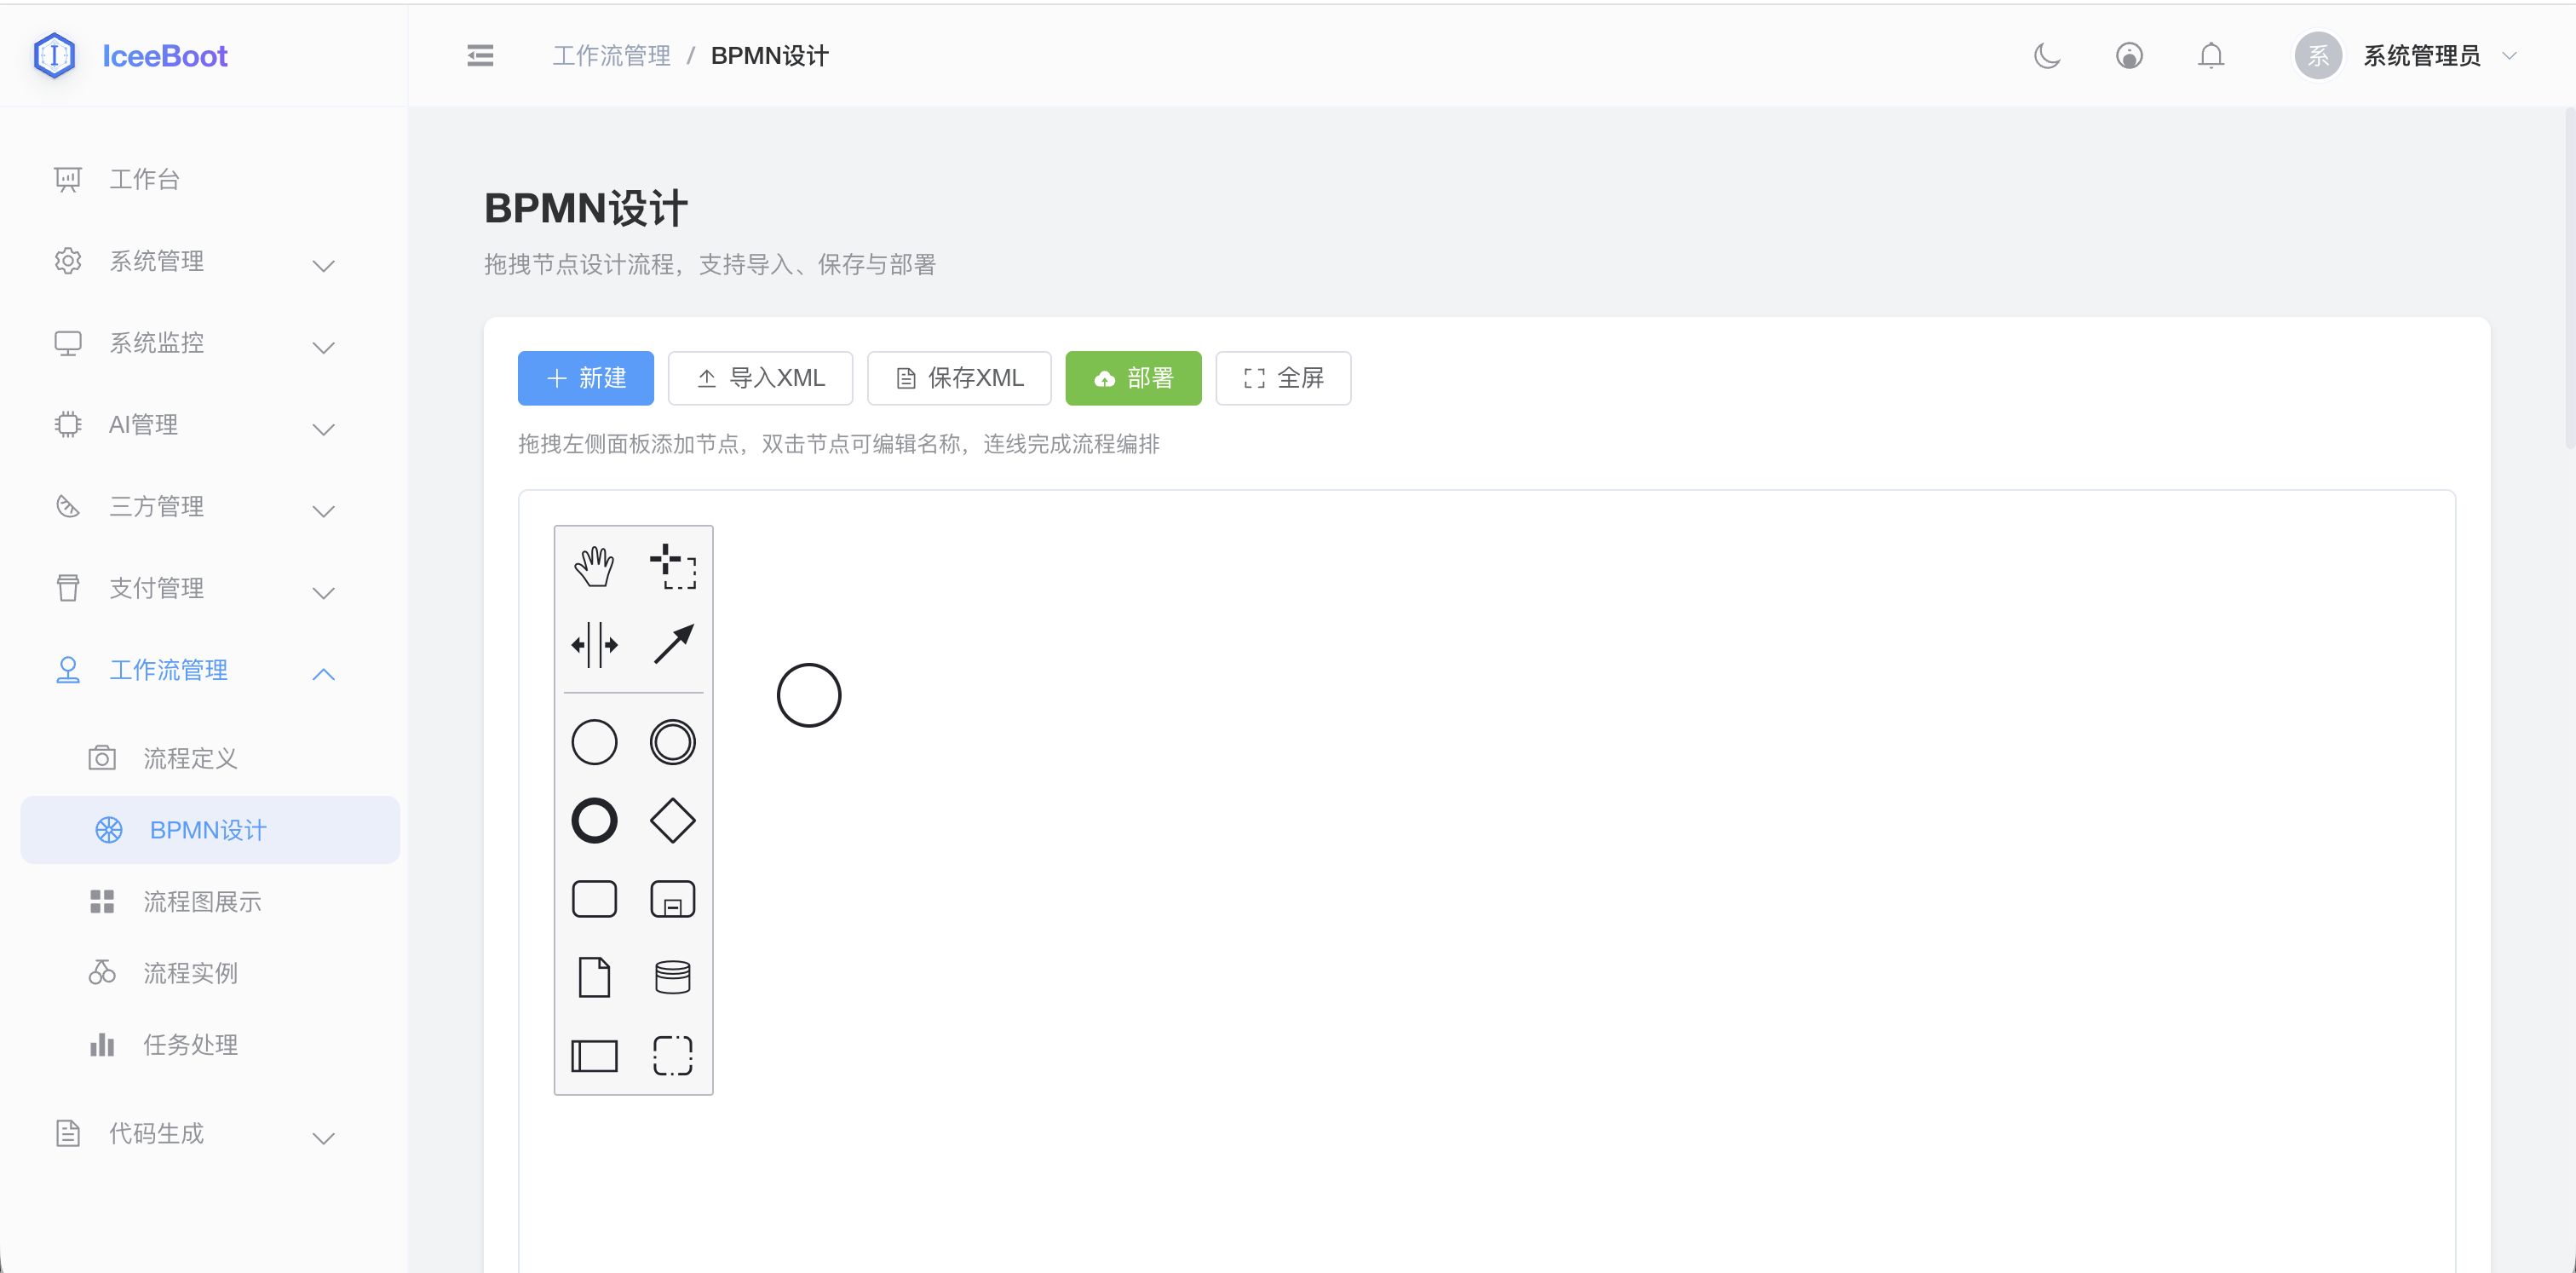 IceeBoot
工作流管理 / BPMN设计
系 系统管理员
工作台
系统管理
系统监控
AI管理
三方管理
支付管理
工作流管理
流程定义
BPMN设计
流程图展示
流程实例
任务处理
代码生成
BPMN设计
拖拽节点设计流程，支持导入、保存与部署
新建 导入XML 保存XML 部署 全屏
拖拽左侧面板添加节点，双击节点可编辑名称，连线完成流程编排